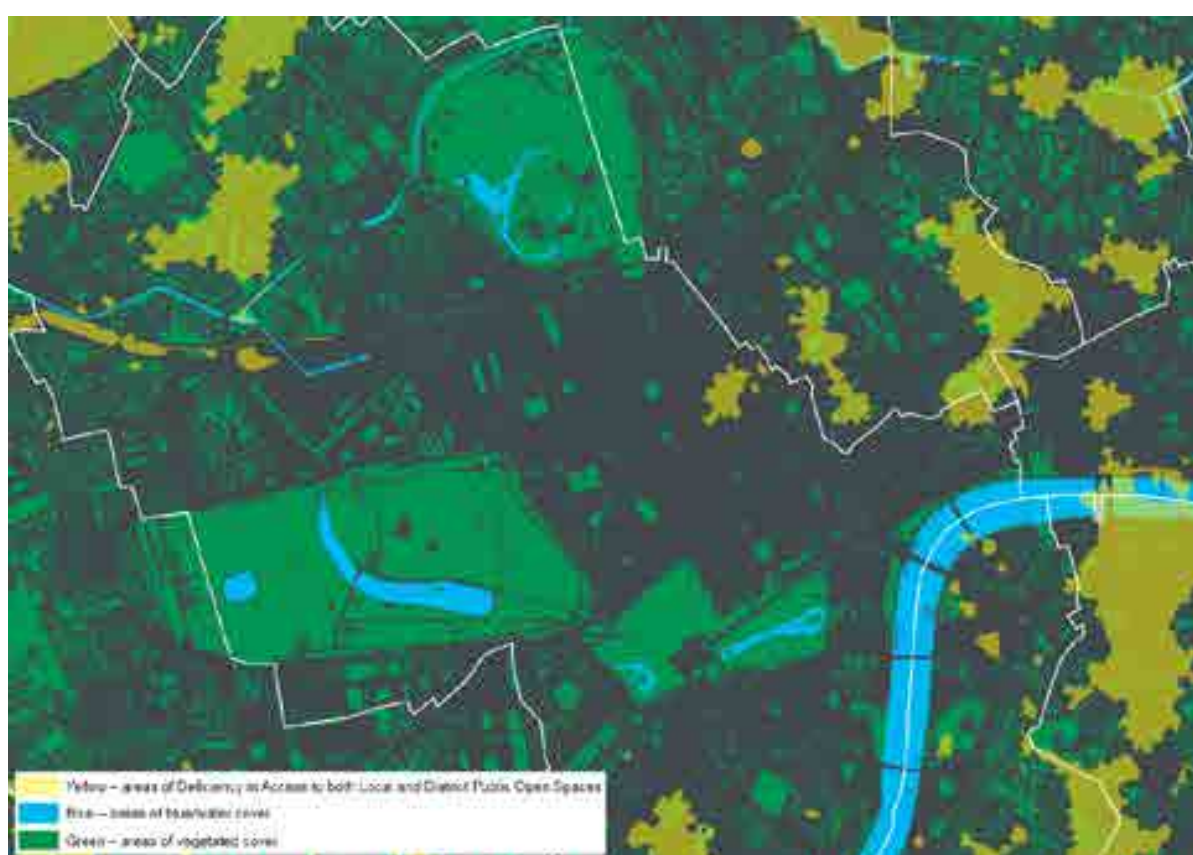 Yellow – areas of Deficiency in Access to both Local and District Public Open Spaces
Blue – areas of blue/water cover
Green – areas of vegetated cover